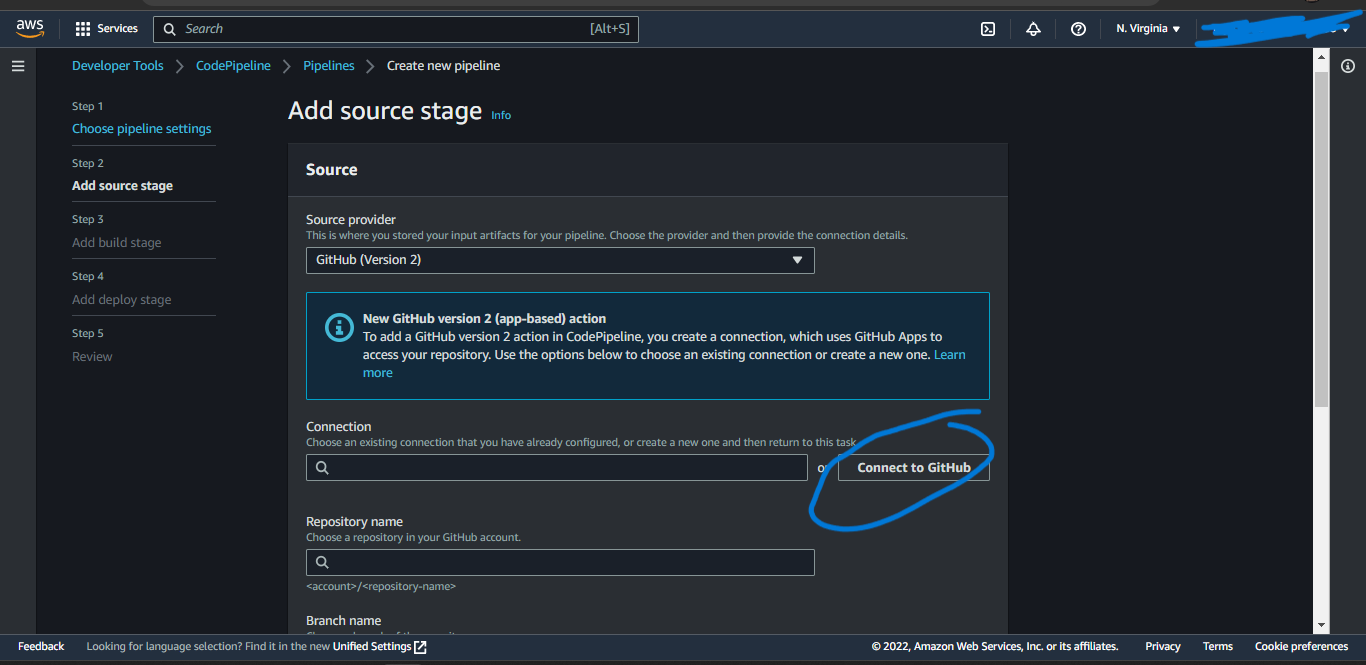 aws
Services
Search [Alt+S]
N. Virginia
Developer Tools
CodePipeline
Pipelines
Create new pipeline
Step 1
Choose pipeline settings
Step 2
Add source stage
Step 3
Add build stage
Step 4
Add deploy stage
Step 5
Review
Add source stage Info
Source
Source provider
This is where you stored your input artifacts for your pipeline. Choose the provider and then provide the connection details.
GitHub (Version 2)
New GitHub version 2 (app-based) action
To add a GitHub version 2 action in CodePipeline, you create a connection, which uses GitHub Apps to
access your repository. Use the options below to choose an existing connection or create a new one. Learn
more
Connection
Choose an existing connection that you have already configured, or create a new one and then return to this task.
or
Connect to GitHub
Repository name
Choose a repository in your GitHub account.
<account>/<repository-name>
Branch name
Feedback
Looking for language selection? Find it in the new Unified Settings
© 2022, Amazon Web Services, Inc. or its affiliates.
Privacy
Terms
Cookie preferences